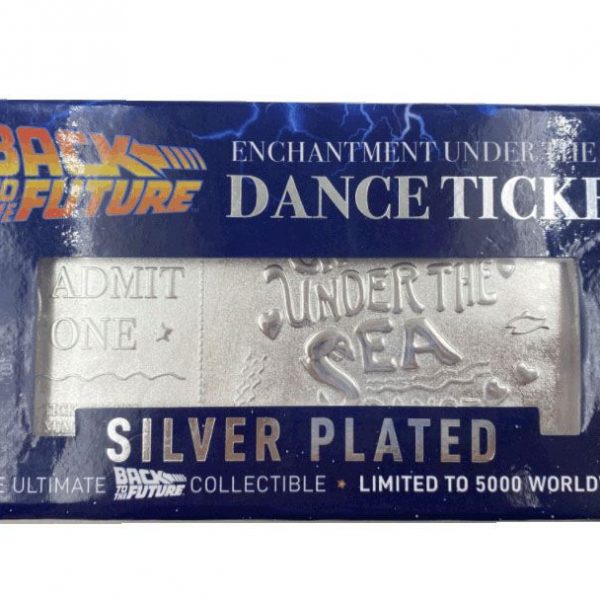 BACK
TO THE
FUTURE
ENCHANTMENT UNDER THE
DANCE TICKE
ADMIT
ONE
UNDER THE
SEA
SILVER PLATED
E ULTIMATE BACK TO THE FUTURE COLLECTIBLE ★ LIMITED TO 5000 WORLDW